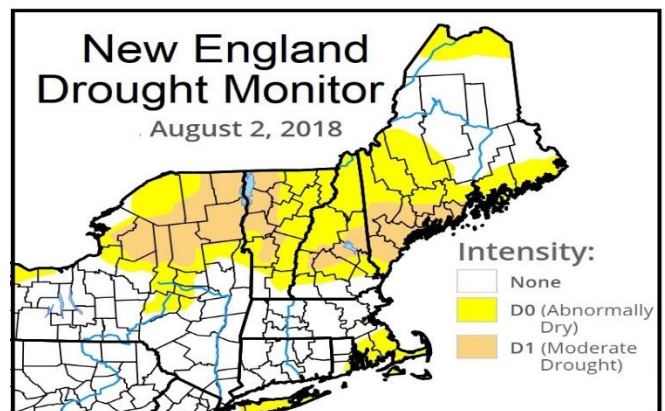 New England
Drought Monitor
August 2, 2018
Intensity:
None
D0 (Abnormally
Dry)
D1 (Moderate
Drought)